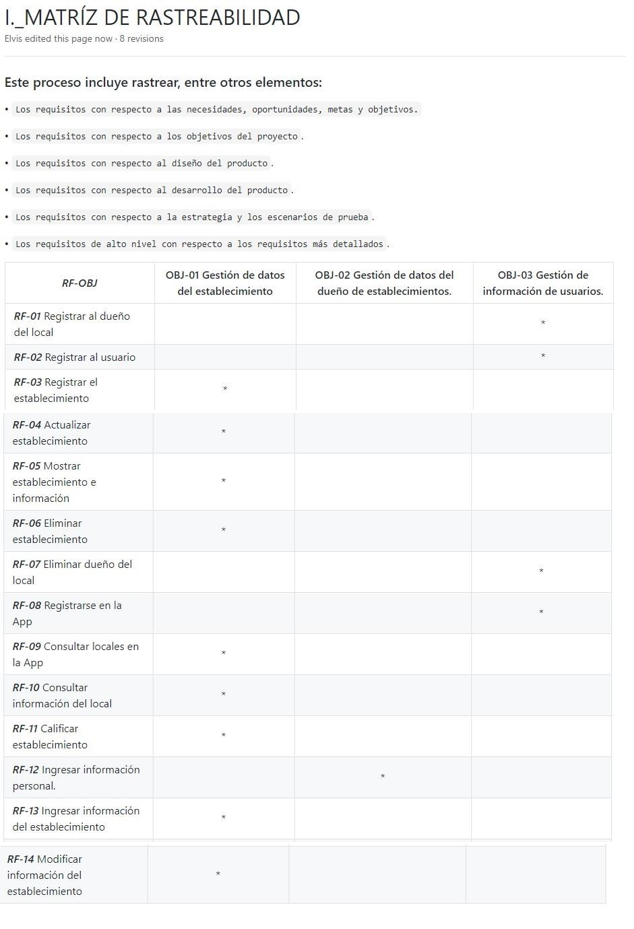 I._MATRÍZ DE RASTREABILIDAD
Elvis edited this page now · 8 revisions
Este proceso incluye rastrear, entre otros elementos:
• Los requisitos con respecto a las necesidades, oportunidades, metas y objetivos.
• Los requisitos con respecto a los objetivos del proyecto.
• Los requisitos con respecto al diseño del producto.
• Los requisitos con respecto al desarrollo del producto.
• Los requisitos con respecto a la estrategia y los escenarios de prueba.
• Los requisitos de alto nivel con respecto a los requisitos más detallados.
RF-OBJ
OBJ-01 Gestión de datos
del establecimiento
OBJ-02 Gestión de datos del
dueño de establecimientos.
OBJ-03 Gestión de
información de usuarios.
RF-01 Registrar al dueño
del local
*
RF-02 Registrar al usuario
*
RF-03 Registrar el
establecimiento
*
RF-04 Actualizar
establecimiento
*
RF-05 Mostrar
establecimiento e
información
*
RF-06 Eliminar
establecimiento
*
RF-07 Eliminar dueño del
local
*
RF-08 Registrarse en la
App
*
RF-09 Consultar locales en
la App
*
RF-10 Consultar
información del local
*
RF-11 Calificar
establecimiento
*
RF-12 Ingresar información
personal.
*
RF-13 Ingresar información
del establecimiento
*
RF-14 Modificar
información del
establecimiento
*